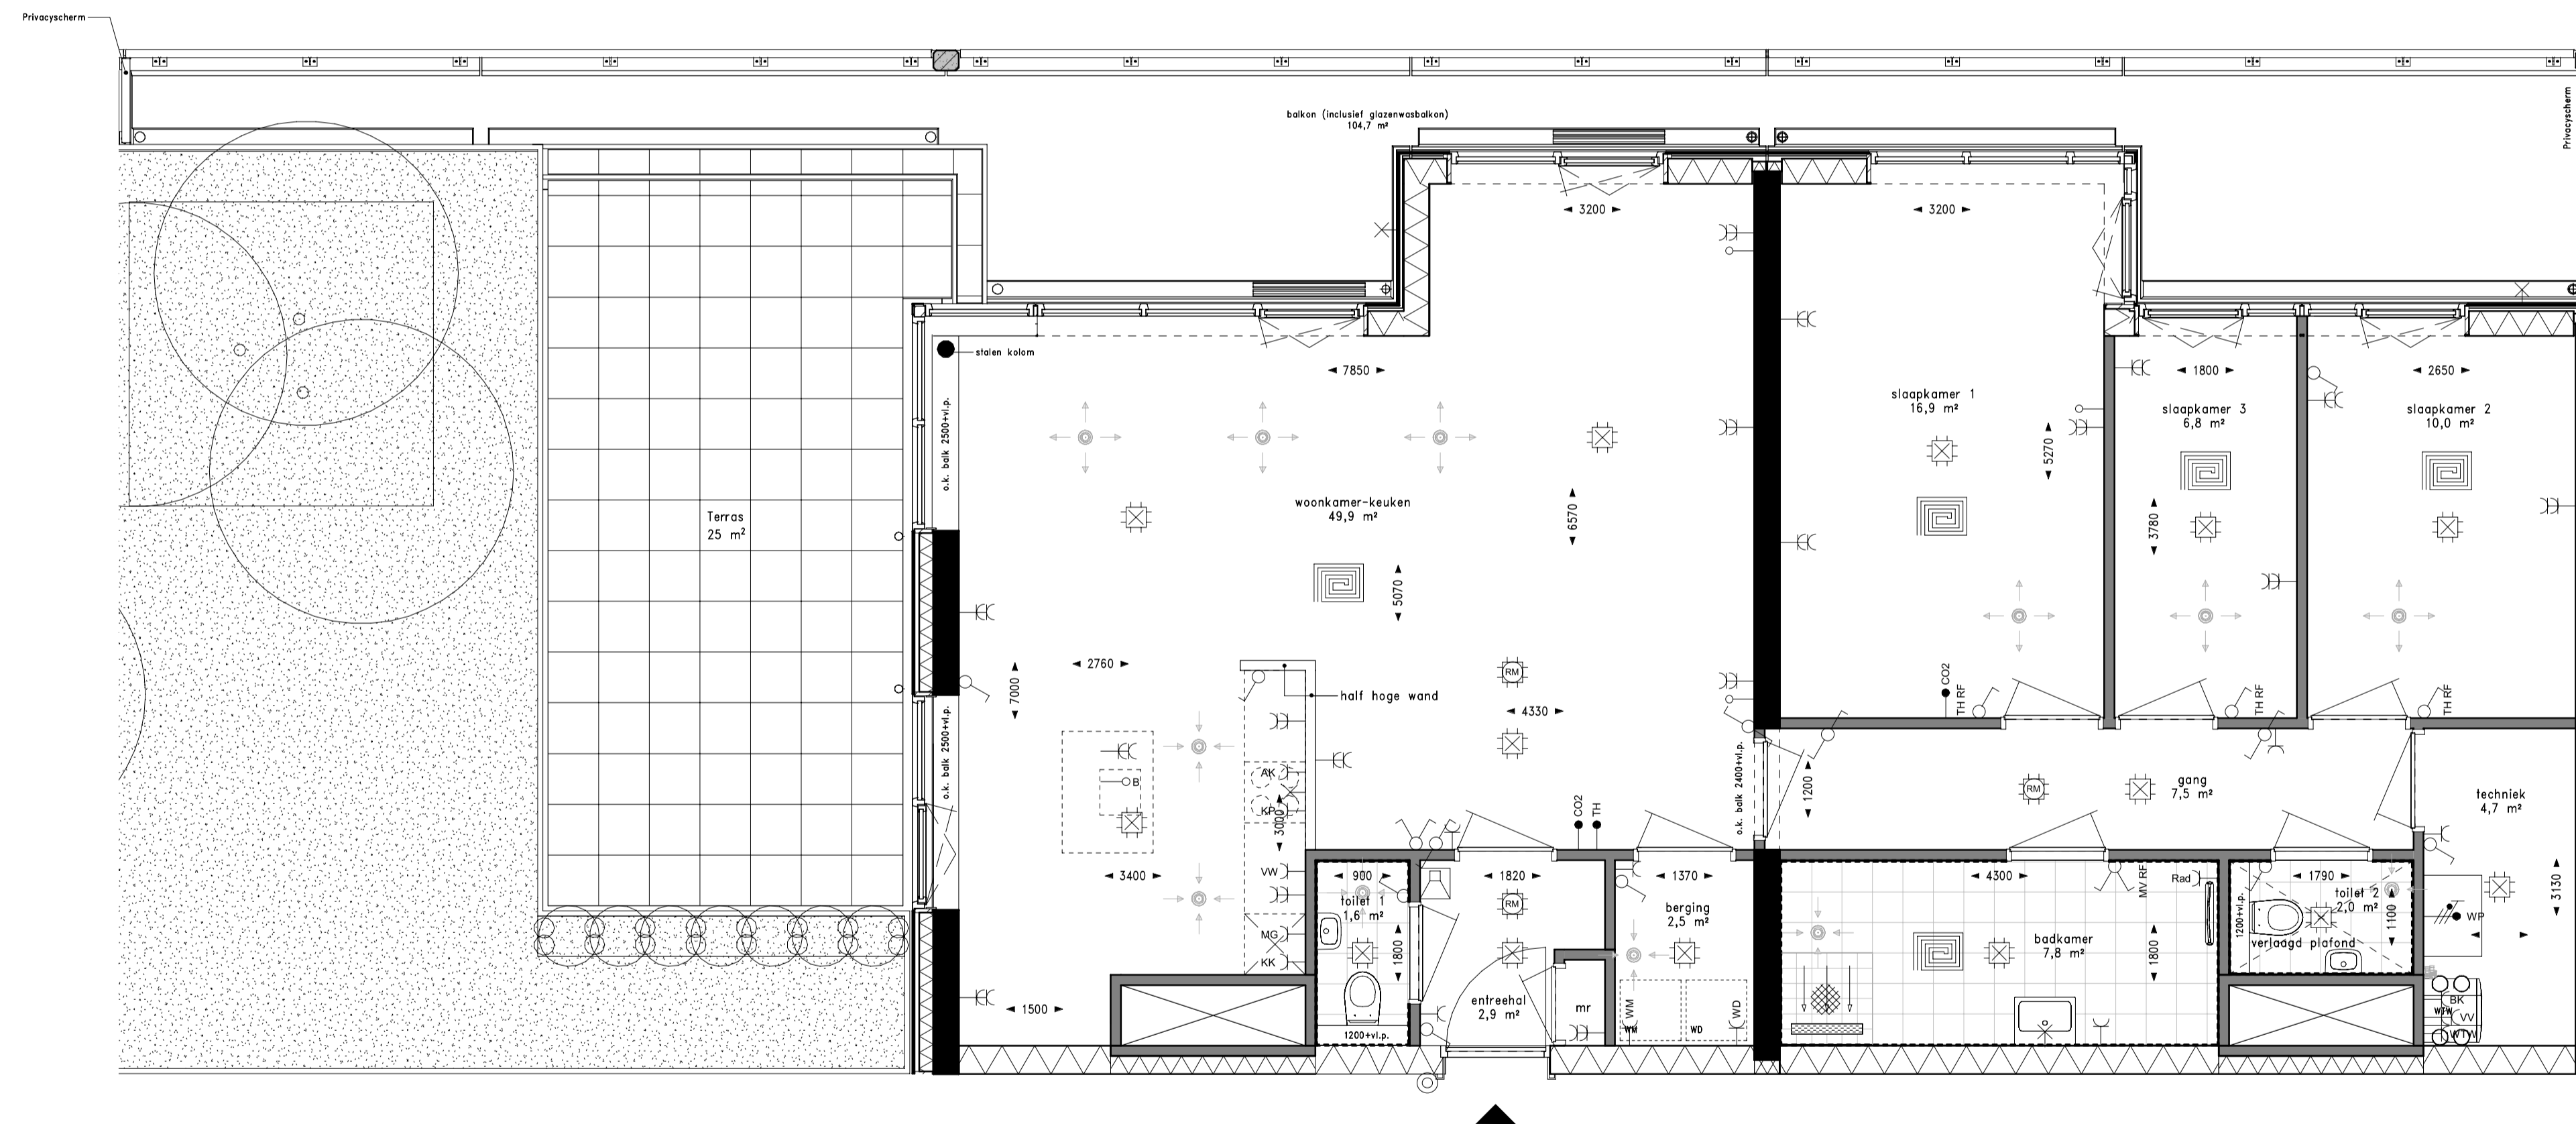 Privacyscherm
Privacyscherm
balkon (inclusief glazenwasbalkon)
104,7 m²
3200
3200
stalen kolom
7850
1800
2650
o.k. balk 2500+vl.p.
slaapkamer 1
16,9 m²
slaapkamer 3
6,8 m²
slaapkamer 2
10,0 m²
5270
Terras
25 m²
woonkamer-keuken
49,9 m²
6570
3780
5070
2760
7000
half hoge wand
RM
4330
CO2
TH RF
TH RF
TH RF
o.k. balk 2500+vl.p.
B
AK
KP
3000
o.k. balk 2400+vl.p.
1200
RM
gang
7,5 m²
techniek
4,7 m²
CO2
TH
3400
VW
900
toilet 1
1,6 m²
1800
1820
RM
1370
berging
2,5 m²
4300
MV RF
Rad
1790
toilet 2
2,0 m²
1100
1200+vl.p.
verlaagd plafond
WP
3130
MG
KK
badkamer
7,8 m²
1800
1500
entreehal
2,9 m²
mr
WM
WM
WD
WD
1200+vl.p.
BK
WTW
VV
WTW